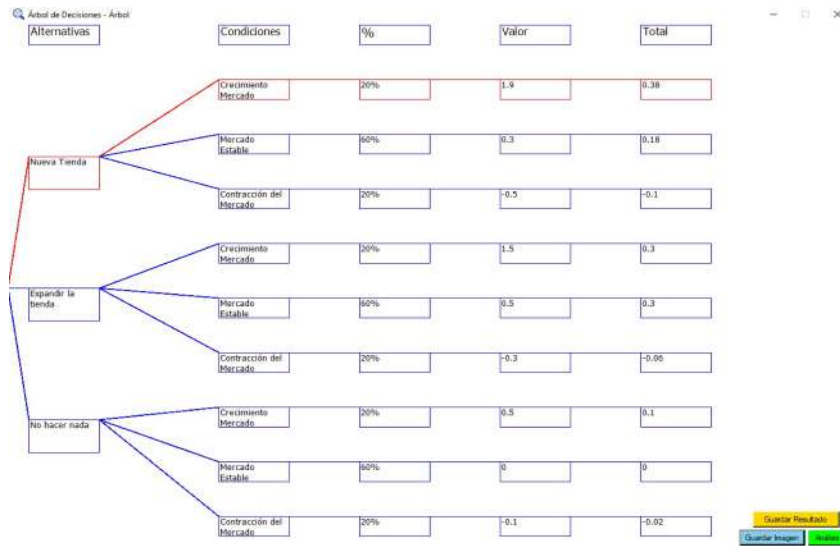 Árbol de Decisiones - Árbol
Alternativas Condiciones % Valor Total
Crecimiento
Mercado
20% 1.9 0.38
Mercado
Estable
60% 0.3 0.18
Nueva Tienda
Contracción del
Mercado
20% -0.5 -0.1
Crecimiento
Mercado
20% 1.5 0.3
Expandir la
tienda
Mercado
Estable
60% 0.5 0.3
Contracción del
Mercado
20% -0.3 -0.06
Crecimiento
Mercado
20% 0.5 0.1
No hacer nada
Mercado
Estable
60% 0 0
Contracción del
Mercado
20% -0.1 -0.02
Guardar Resultado
Guardar Imagen